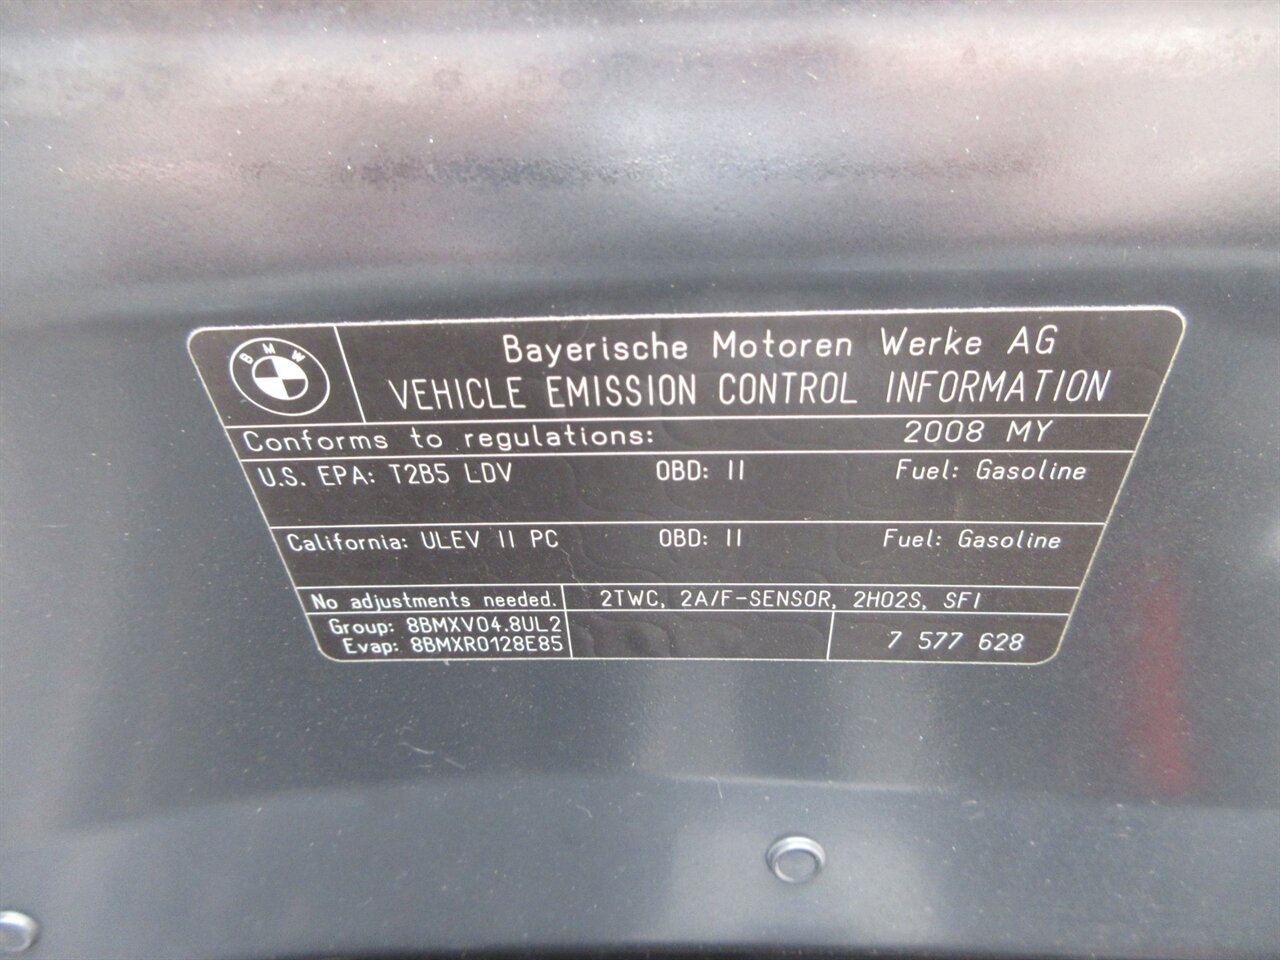 BMW
Bayerische Motoren Werke AG
VEHICLE EMISSION CONTROL INFORMATION
Conforms to regulations: 2008 MY
U.S. EPA: T2B5 LDV OBD: II Fuel: Gasoline
California: ULEV II PC OBD: II Fuel: Gasoline
No adjustments needed. 2TWC, 2A/F-SENSOR, 2HO2S, SFI
Group: 8BMXV04.8UL2
Evap: 8BMXR0128E85
7 577 628